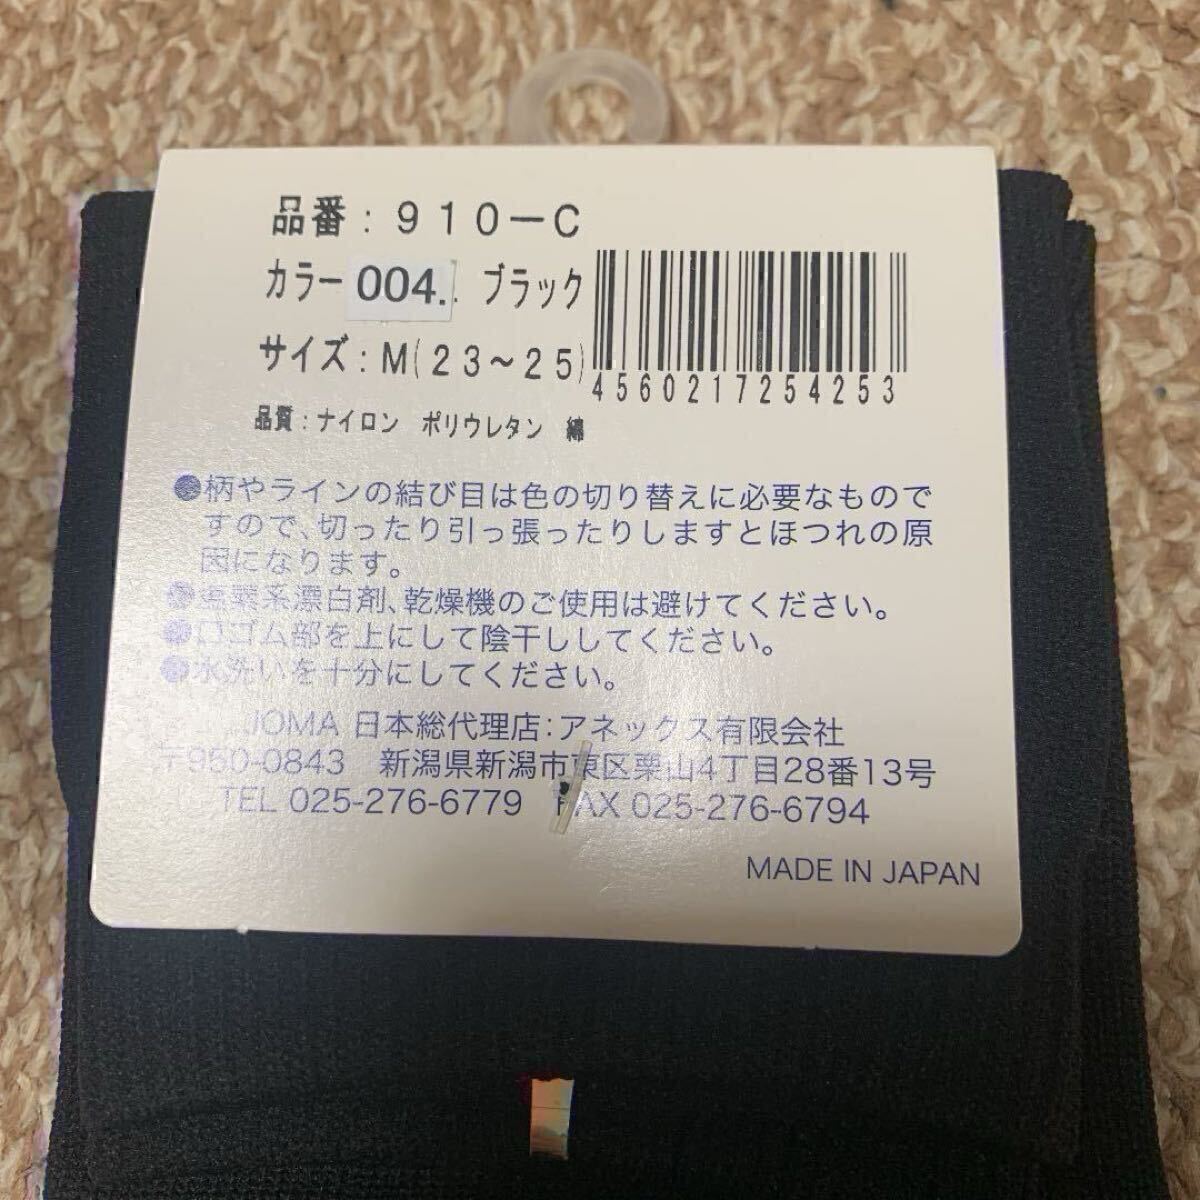 品番：９１０－Ｃ
カラー 004. ブラック
サイズ：M(２３～２５)
4560217254253
品質：ナイロン ポリウレタン 綿
●柄やラインの結び目は色の切り替えに必要なもので
すので、切ったり引っ張ったりしますとほつれの原
因になります。
●塩素系漂白剤、乾燥機のご使用は避けてください。
●口ゴム部を上にして陰干ししてください。
●水洗いを十分にしてください。
JOMA 日本総代理店：アネックス有限会社
〒950-0843 新潟県新潟市東区粟山4丁目28番13号
TEL 025-276-6779 FAX 025-276-6794
MADE IN JAPAN